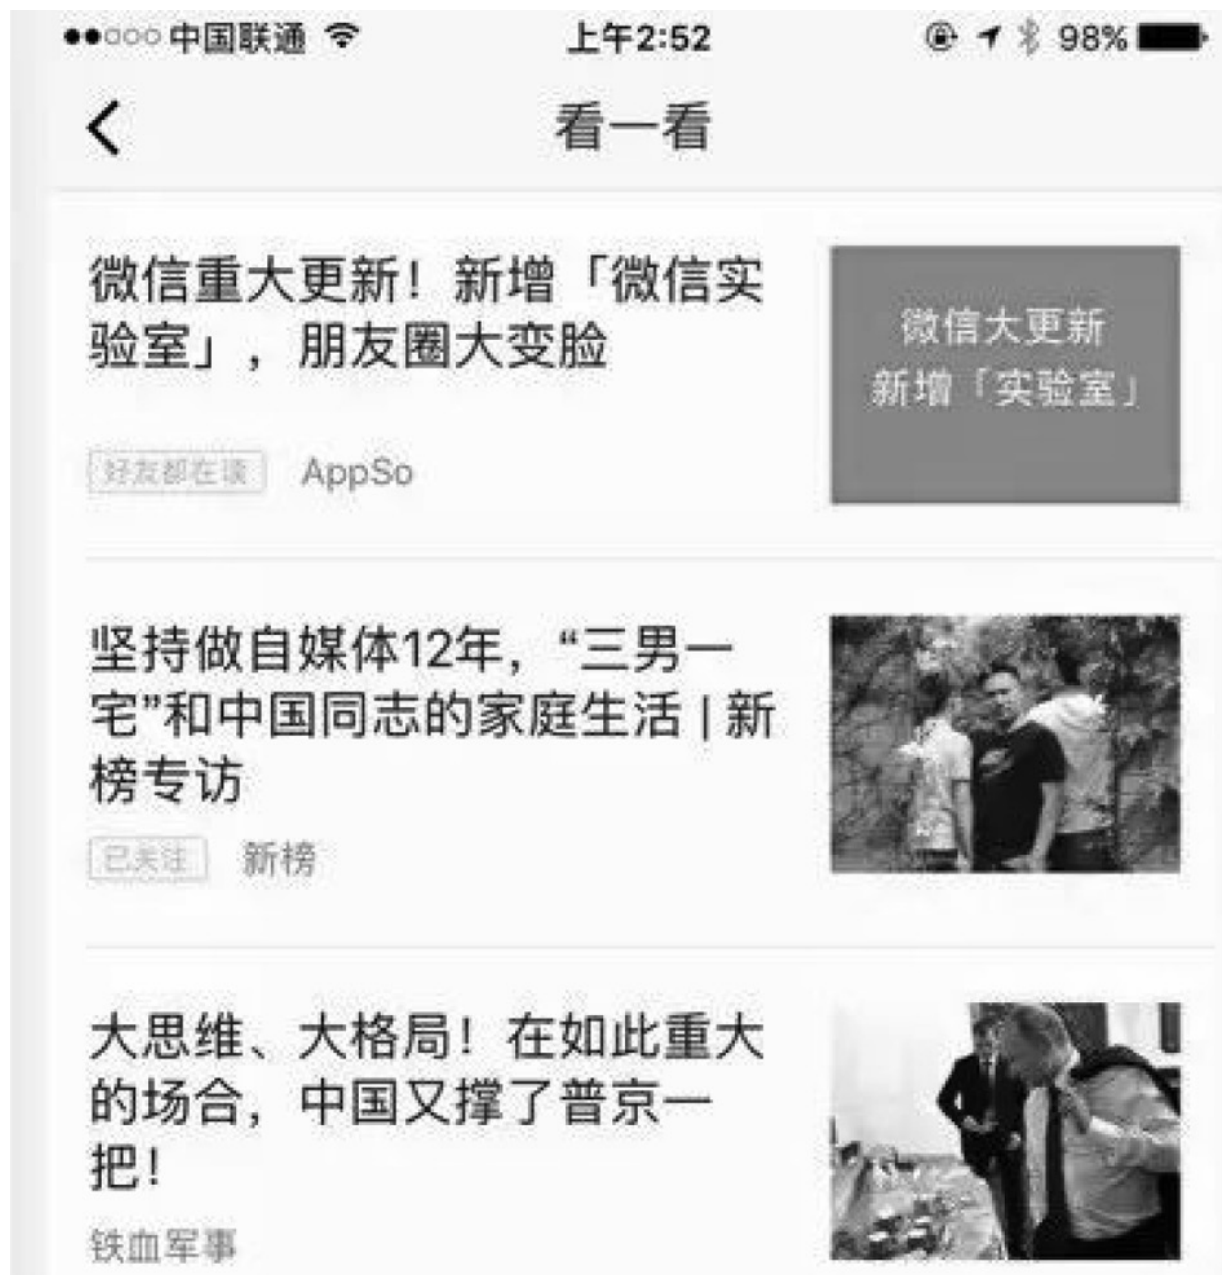 中国联通 上午2:52 98%
看一看
微信重大更新！新增「微信实
验室」，朋友圈大变脸
微信大更新
新增「实验室」
好友都在读 AppSo
坚持做自媒体12年，“三男一
宅”和中国同志的家庭生活 | 新
榜专访
已关注 新榜
大思维、大格局！在如此重大
的场合，中国又撑了普京一
把！
铁血军事